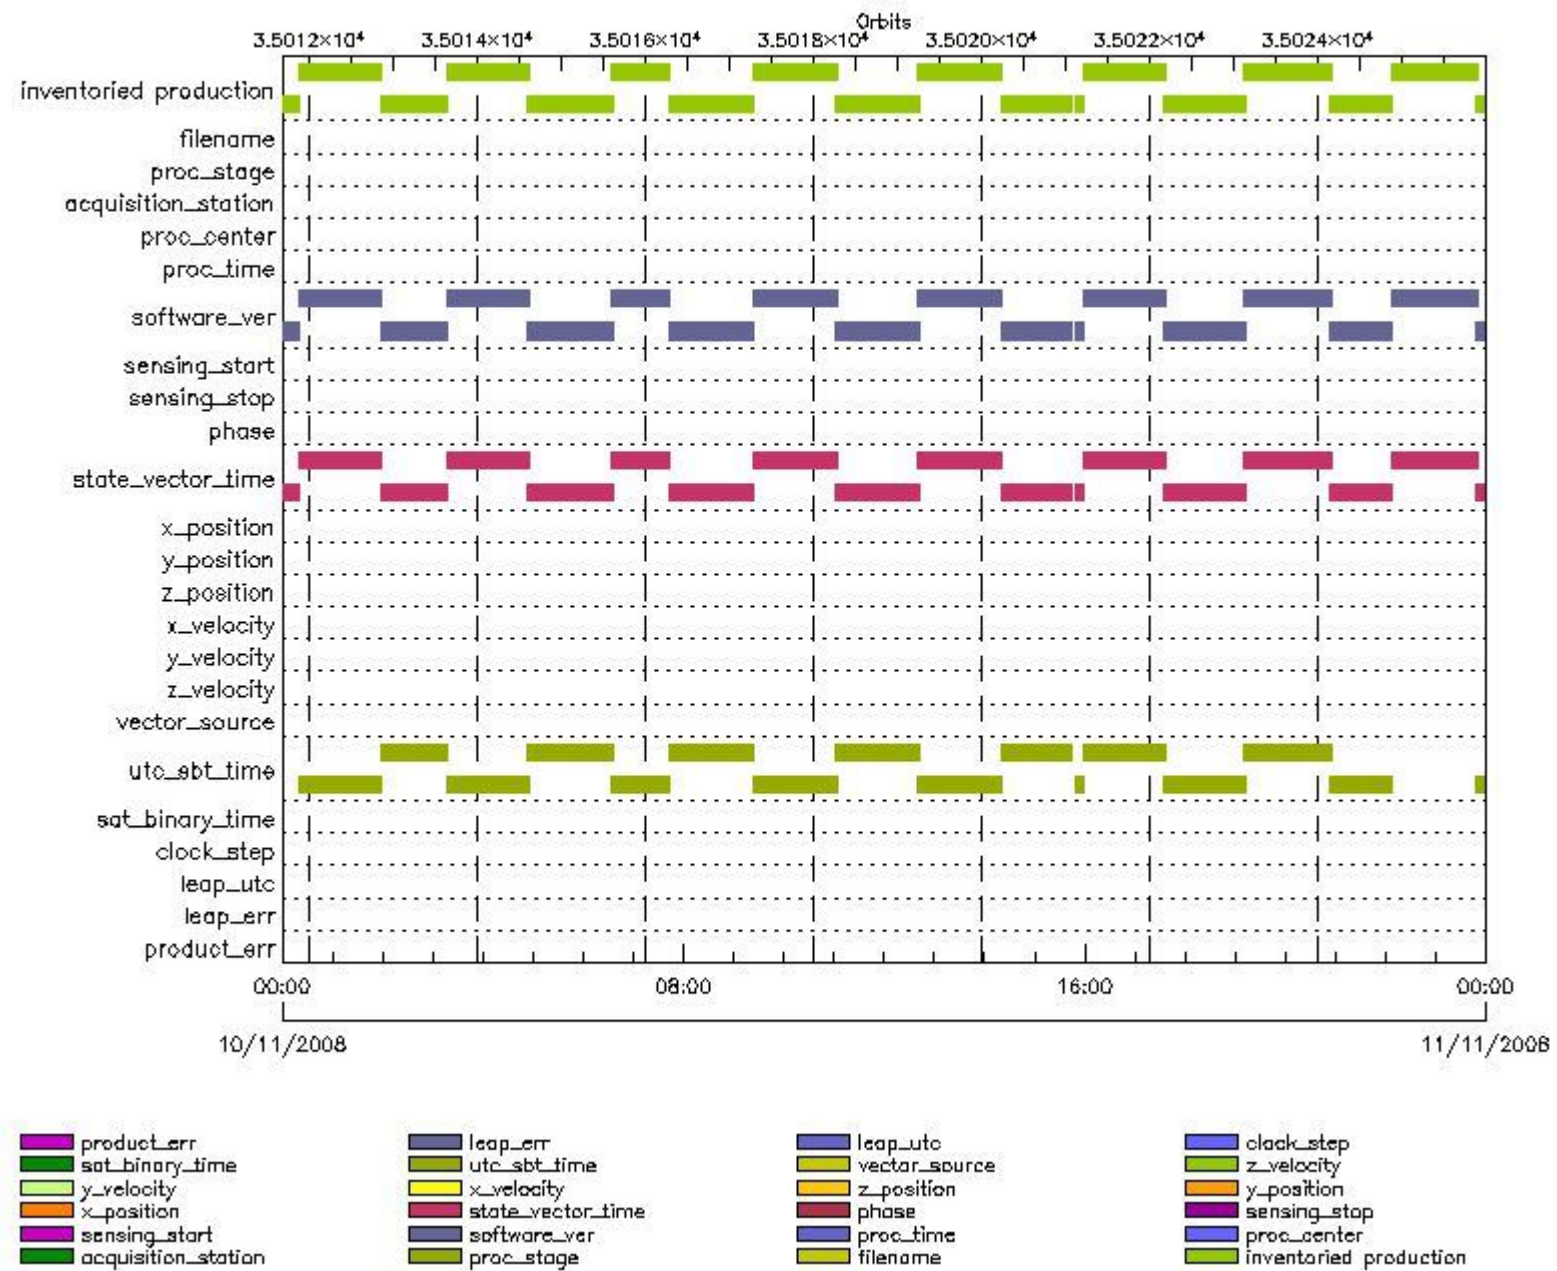 Orbits
3.5012×10⁴ 3.5014×10⁴ 3.5016×10⁴ 3.5018×10⁴ 3.5020×10⁴ 3.5022×10⁴ 3.5024×10⁴
inventoried production
filename
proc_stage
acquisition_station
proc_center
proc_time
software_ver
sensing_start
sensing_stop
phase
state_vector_time
x_position
y_position
z_position
x_velocity
y_velocity
z_velocity
vector_source
utc_sbt_time
sat_binary_time
clock_step
leap_utc
leap_err
product_err
00:00 08:00 16:00 00:00
10/11/2008 11/11/2008
product_err leap_err leap_utc clock_step
sat_binary_time utc_sbt_time vector_source z_velocity
y_velocity x_velocity z_position y_position
x_position state_vector_time phase sensing_stop
sensing_start software_ver proc_time proc_center
acquisition_station proc_stage filename inventoried production